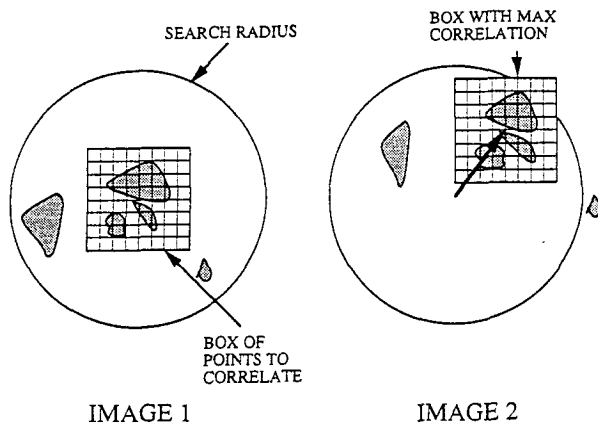 SEARCH RADIUS
BOX WITH MAX
CORRELATION
BOX OF
POINTS TO
CORRELATE
IMAGE 1
IMAGE 2